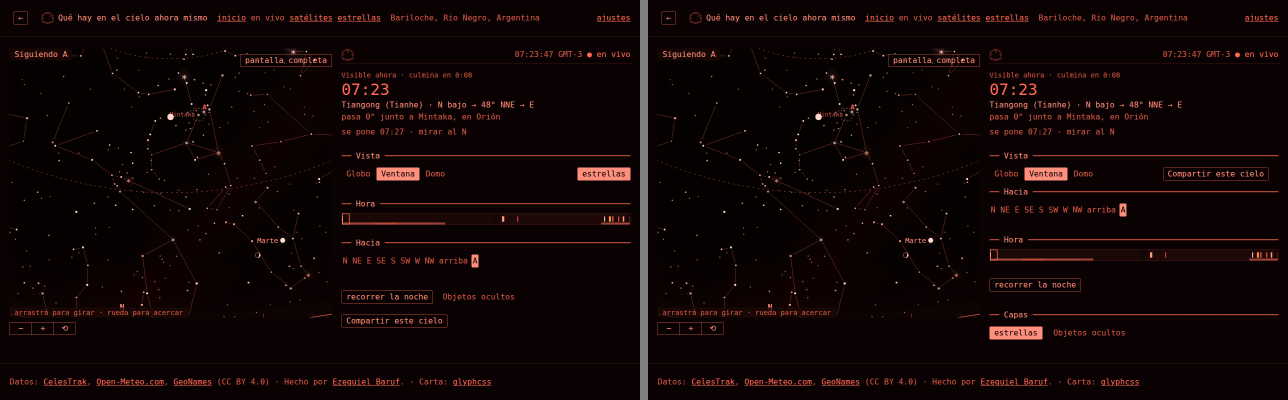 ← Qué hay en el cielo ahora mismo inicio en vivo satélites estrellas Bariloche, Rio Negro, Argentina ajustes
Siguiendo A
pantalla completa
A
Mintaka
Marte
N
arrastrá para girar · rueda para acercar
− + ⟲
07:23:47 GMT-3 ● en vivo
Visible ahora · culmina en 0:08
07:23
Tiangong (Tianhe) · N bajo → 48° NNE → E
pasa 0° junto a Mintaka, en Orión
se pone 07:27 · mirar al N
Vista
Globo Ventana Domo estrellas
Hora
Hacia
N NE E SE S SW W NW arriba A
recorrer la noche Objetos ocultos
Compartir este cielo
Datos: CelesTrak, Open-Meteo.com, GeoNames (CC BY 4.0) · Hecho por Ezequiel Baruf. · Carta: glyphcss
← Qué hay en el cielo ahora mismo inicio en vivo satélites estrellas Bariloche, Rio Negro, Argentina ajustes
Siguiendo A
pantalla completa
A
Mintaka
Marte
N
arrastrá para girar · rueda para acercar
− + ⟲
07:23:47 GMT-3 ● en vivo
Visible ahora · culmina en 0:08
07:23
Tiangong (Tianhe) · N bajo → 48° NNE → E
pasa 0° junto a Mintaka, en Orión
se pone 07:27 · mirar al N
Vista
Globo Ventana Domo Compartir este cielo
Hacia
N NE E SE S SW W NW arriba A
Hora
recorrer la noche
Capas
estrellas Objetos ocultos
Datos: CelesTrak, Open-Meteo.com, GeoNames (CC BY 4.0) · Hecho por Ezequiel Baruf. · Carta: glyphcss